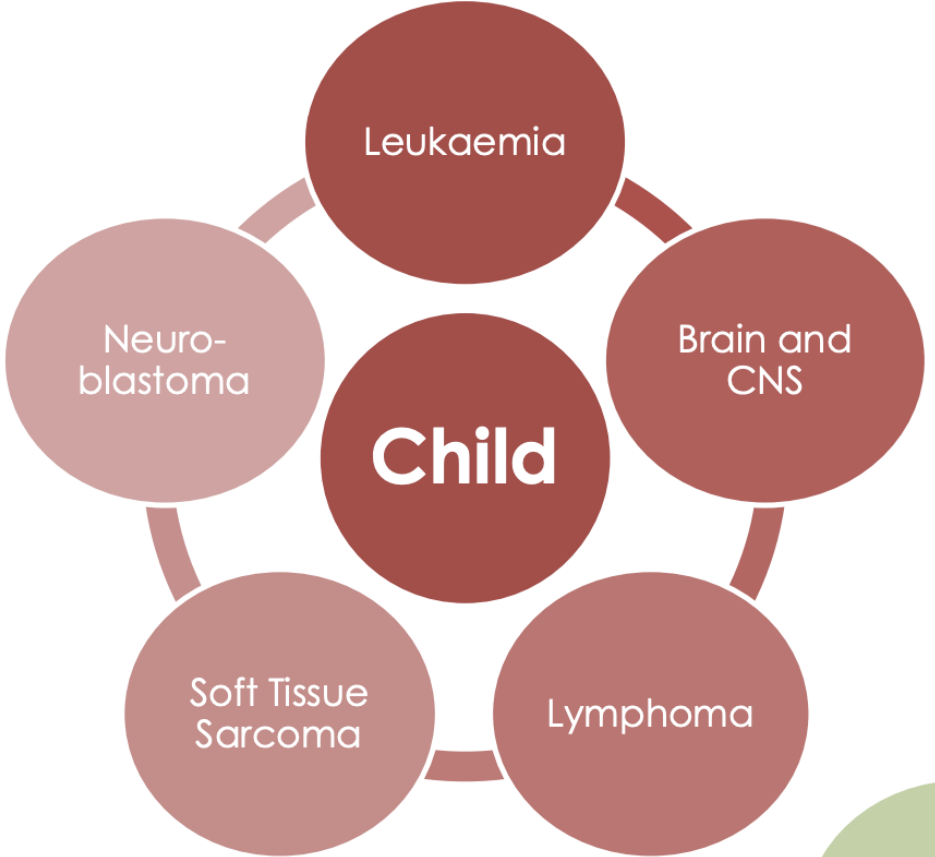 Leukaemia
Brain and
CNS
Lymphoma
Soft Tissue
Sarcoma
Neuro-
blastoma
Child